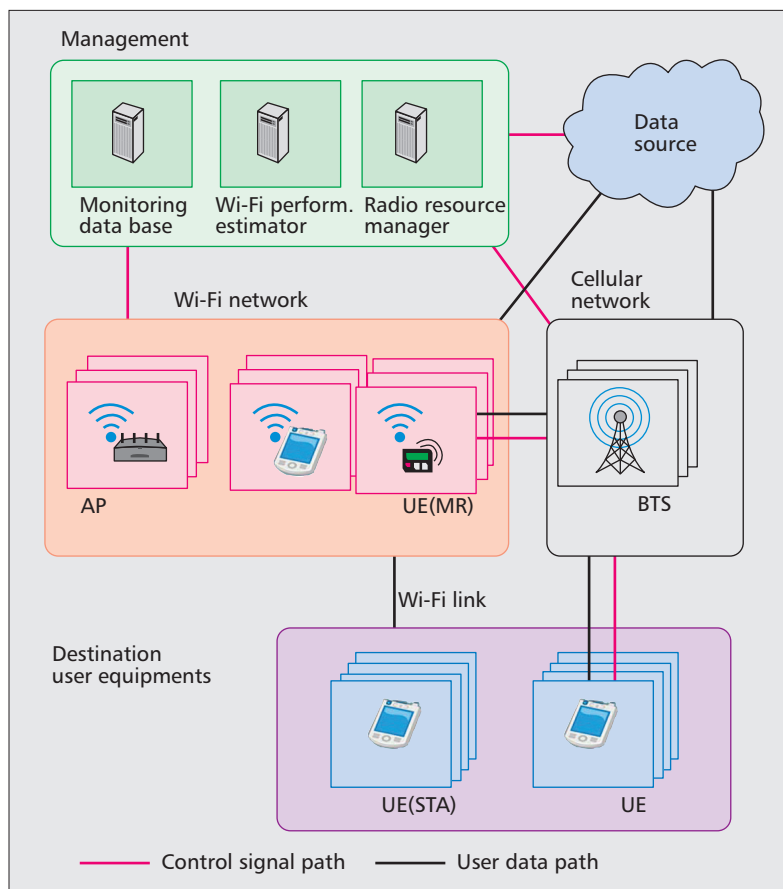 Management
Data
source
Monitoring
data base
Wi-Fi perform.
estimator
Radio resource
manager
Wi-Fi network
Cellular
network
AP
UE(MR)
BTS
Wi-Fi link
Destination
user equipments
UE(STA)
UE
Control signal path
User data path